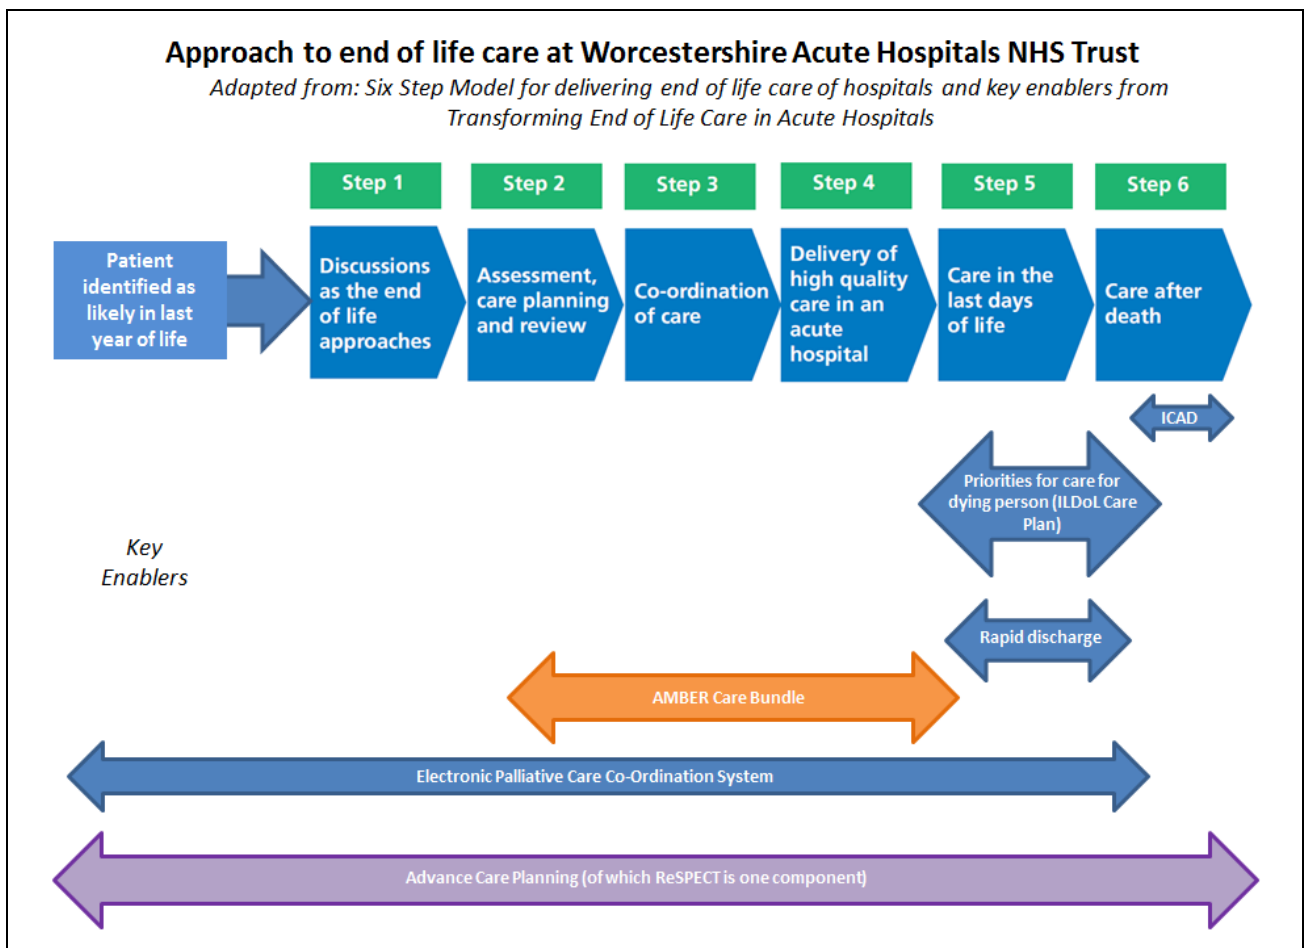 Approach to end of life care at Worcestershire Acute Hospitals NHS Trust
Adapted from: Six Step Model for delivering end of life care of hospitals and key enablers from
Transforming End of Life Care in Acute Hospitals
Step 1
Step 2
Step 3
Step 4
Step 5
Step 6
Patient
identified as
likely in last
year of life
Discussions
as the end
of life
approaches
Assessment,
care planning
and review
Co-ordination
of care
Delivery of
high quality
care in an
acute
hospital
Care in the
last days
of life
Care after
death
ICAD
Priorities for care for
dying person (ILDoL Care
Plan)
Key
Enablers
Rapid discharge
AMBER Care Bundle
Electronic Palliative Care Co-Ordination System
Advance Care Planning (of which ReSPECT is one component)